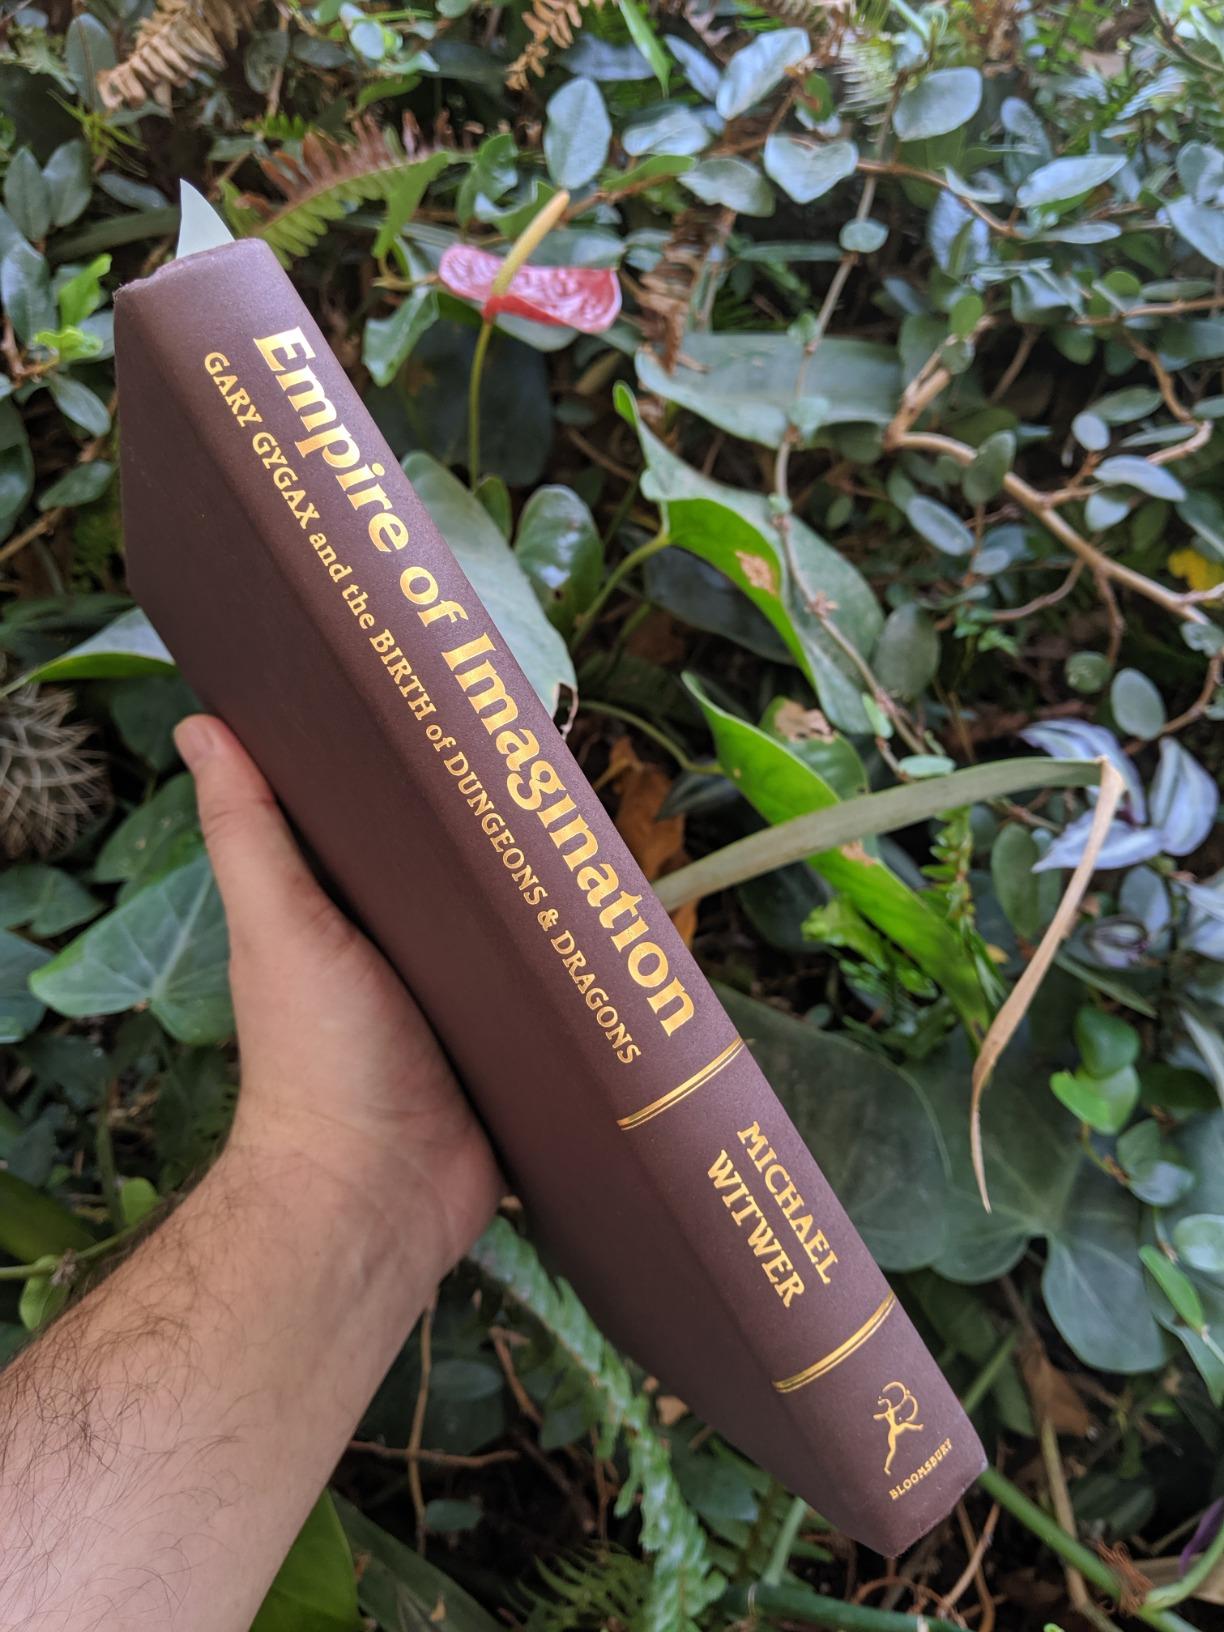 Empire of Imagination
GARY GYGAX and the BIRTH of DUNGEONS & DRAGONS
MICHAEL
WITWER
BLOOMSBURY